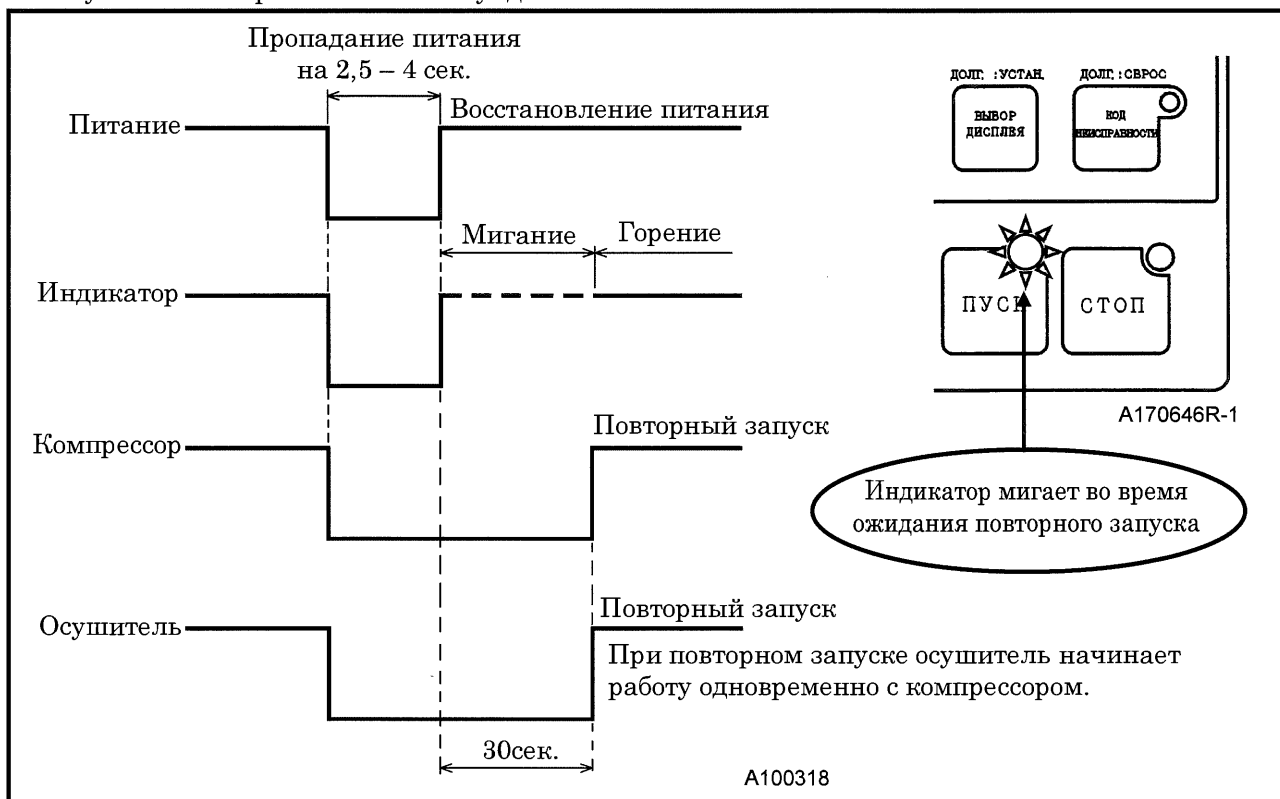 Пропадание питания
на 2,5 – 4 сек.
Питание
Восстановление питания
Мигание
Горение
Индикатор
Повторный запуск
Компрессор
Повторный запуск
Осушитель
При повторном запуске осушитель начинает
работу одновременно с компрессором.
30сек.
A100318
ДОЛГ. :УСТАН.
ДОЛГ. :СБРОС
ВЫБОР
ДИСПЛЕЯ
КОД
НЕИСПРАВНОСТИ
ПУСК
СТОП
A170646R-1
Индикатор мигает во время
ожидания повторного запуска